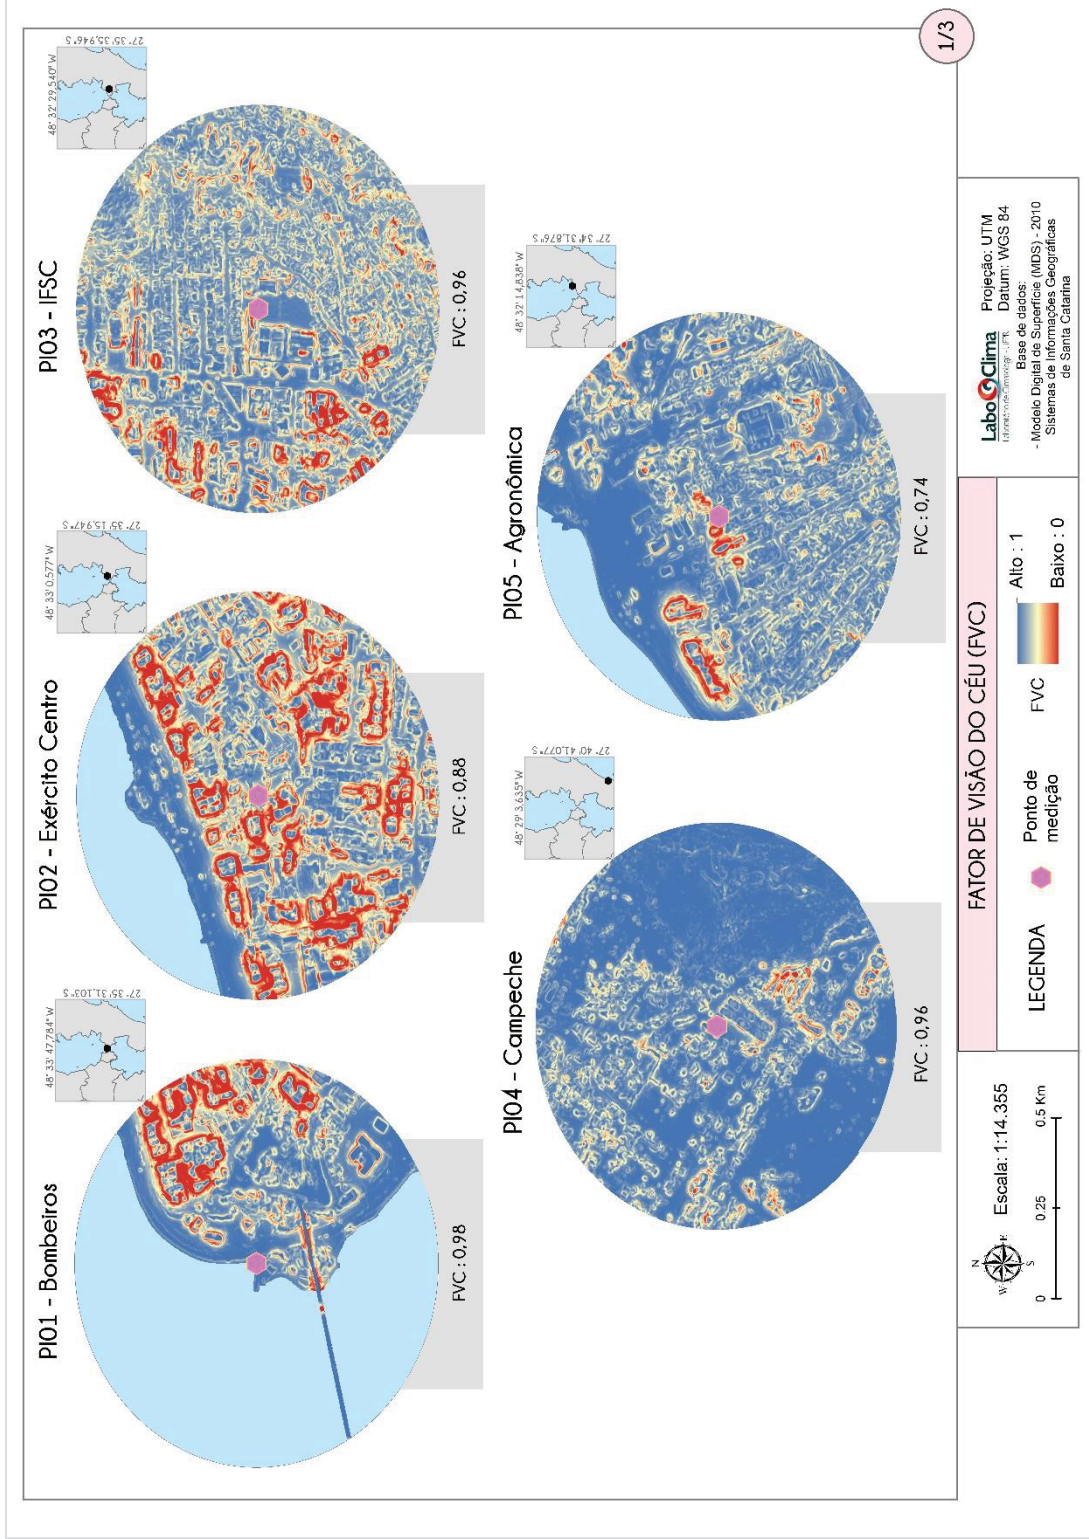 PI01 - Bombeiros
48° 33' 47,784" W
27° 35' 31,103" S
FVC : 0,98
PI02 - Exército Centro
48° 33' 0,577" W
27° 35' 15,947" S
FVC : 0,88
PI03 - IFSC
48° 32' 29,540" W
27° 35' 35,946" S
FVC : 0,96
PI04 - Campeche
48° 29' 3,635" W
27° 40' 41,077" S
FVC : 0,96
PI05 - Agronômica
48° 32' 14,838" W
27° 34' 31,876" S
FVC : 0,74
1/3
N
W
E
S
Escala: 1:14.355
0
0.25
0.5 Km
FATOR DE VISÃO DO CÉU (FVC)
LEGENDA
Ponto de
medição
FVC
Alto : 1
Baixo : 0
LaboClima
Projeção: UTM
Datum: WGS 84
Base de dados:
- Modelo Digital de Superfície (MDS) - 2010
Sistemas de Informações Geográficas
de Santa Catarina